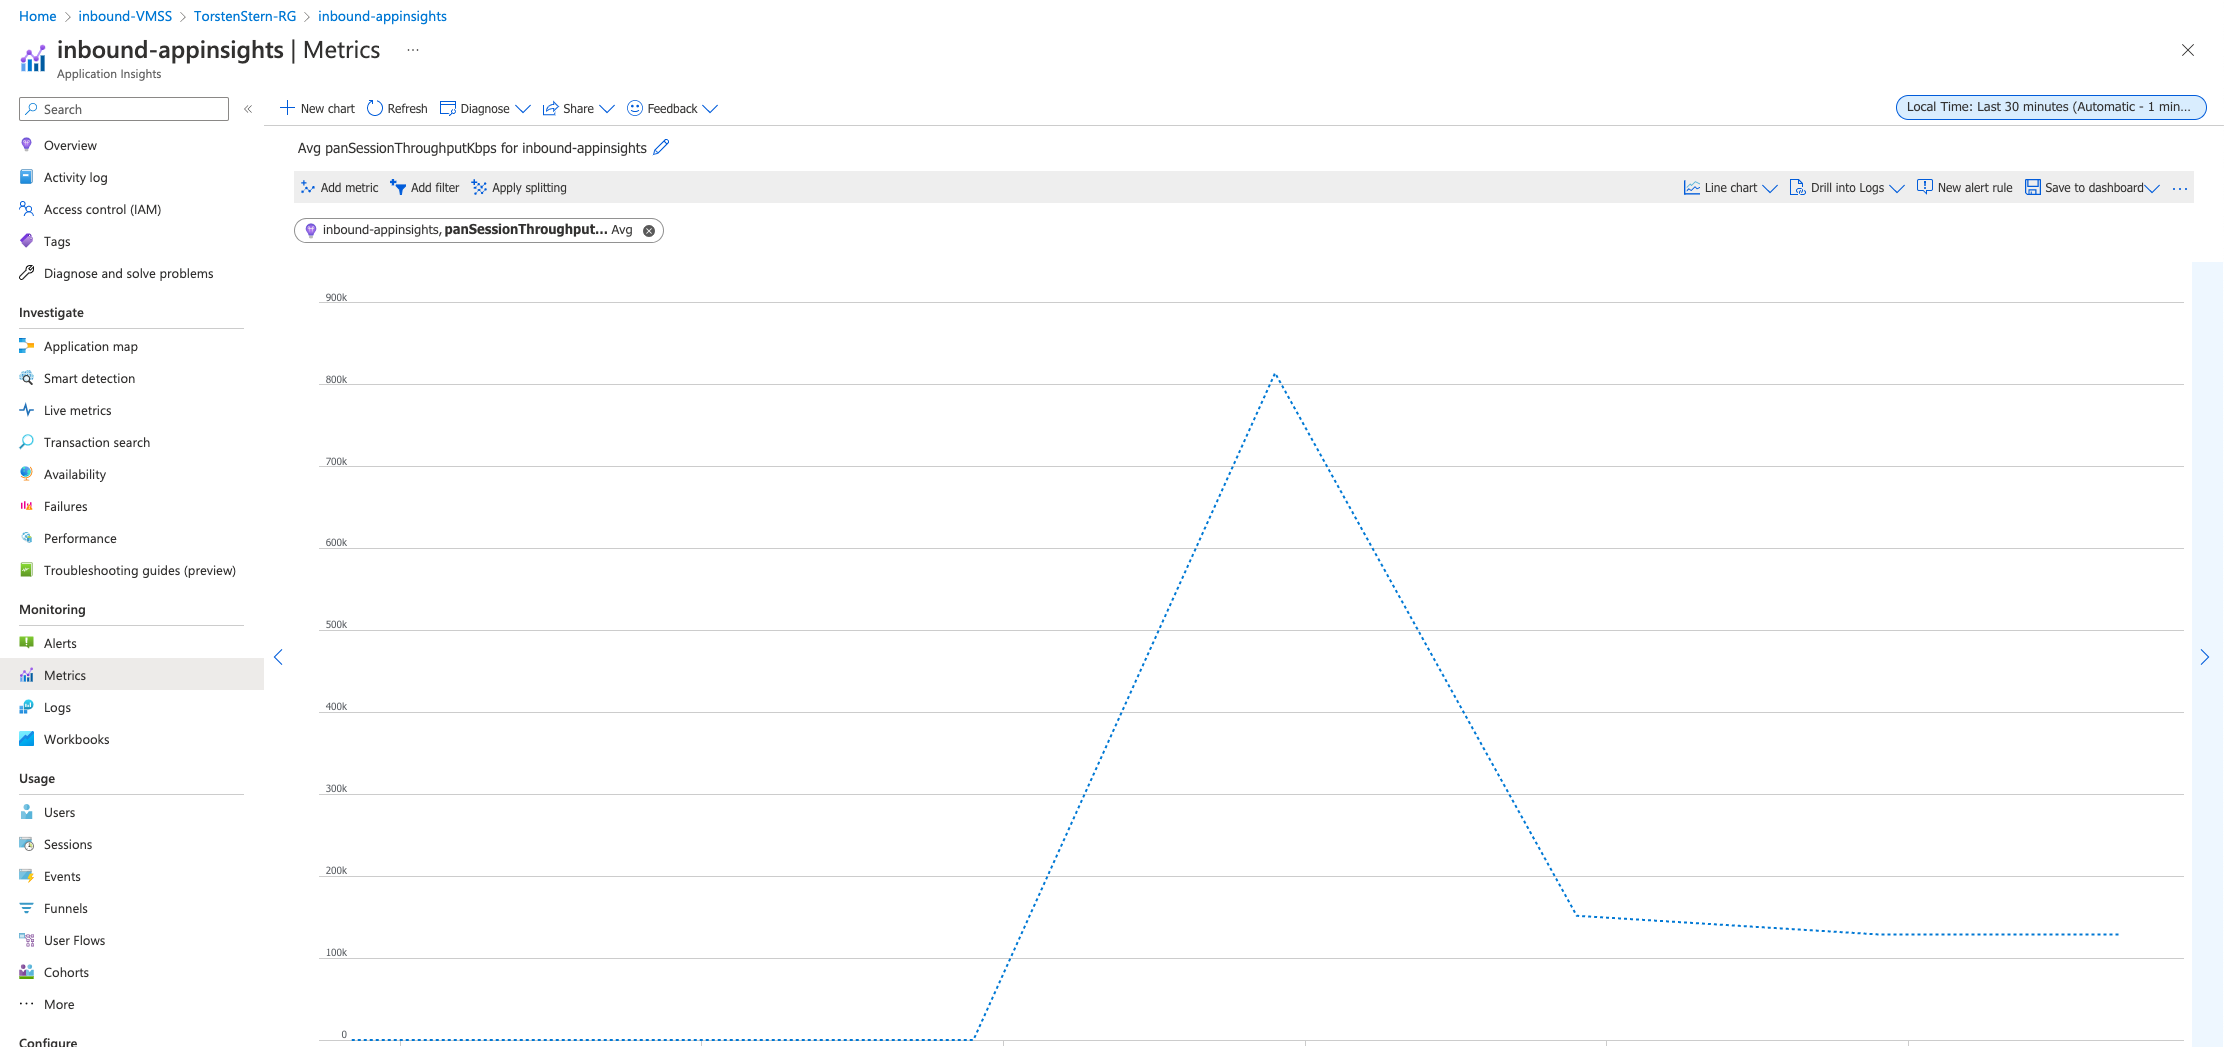 Home > inbound-VMSS > TorstenStern-RG > inbound-appinsights
inbound-appinsights | Metrics ...
Application Insights
Search
«
Overview
Activity log
Access control (IAM)
Tags
Diagnose and solve problems
Investigate
Application map
Smart detection
Live metrics
Transaction search
Availability
Failures
Performance
Troubleshooting guides (preview)
Monitoring
Alerts
Metrics
Logs
Workbooks
Usage
Users
Sessions
Events
Funnels
User Flows
Cohorts
More
Configure
New chart Refresh Diagnose Share Feedback
Local Time: Last 30 minutes (Automatic - 1 min...
Avg panSessionThroughputKbps for inbound-appinsights
Add metric Add filter Apply splitting
Line chart Drill into Logs New alert rule Save to dashboard ...
inbound-appinsights, panSessionThroughput... Avg
900k
800k
700k
600k
500k
400k
300k
200k
100k
0